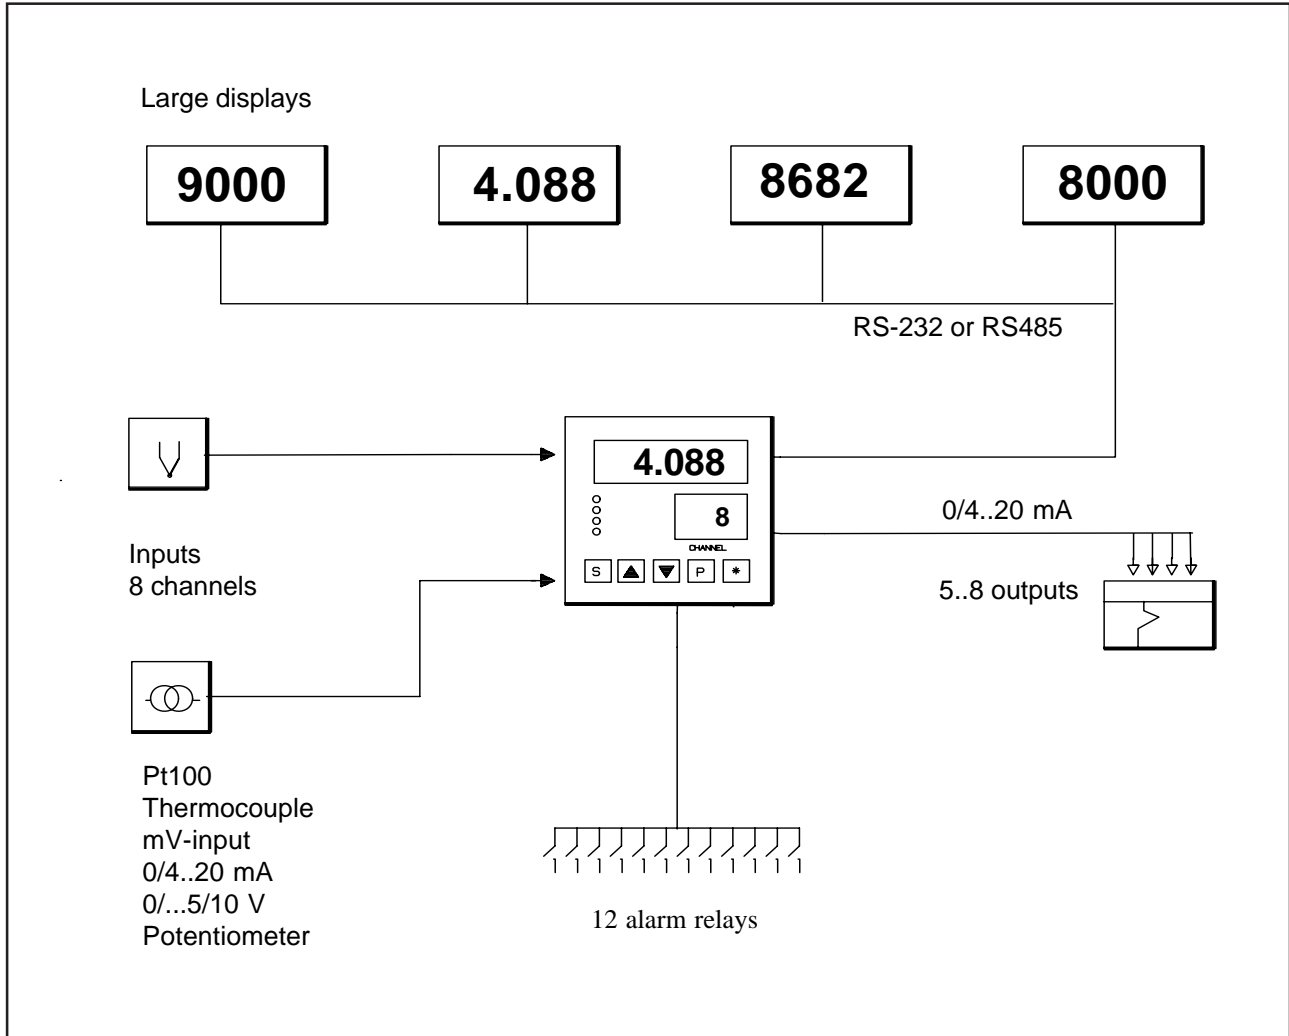 Large displays
9000 4.088 8682 8000
RS-232 or RS485
4.088
8
CHANNEL
S P *
0/4..20 mA
5..8 outputs
Inputs
8 channels
Pt100
Thermocouple
mV-input
0/4..20 mA
0/...5/10 V
Potentiometer
12 alarm relays